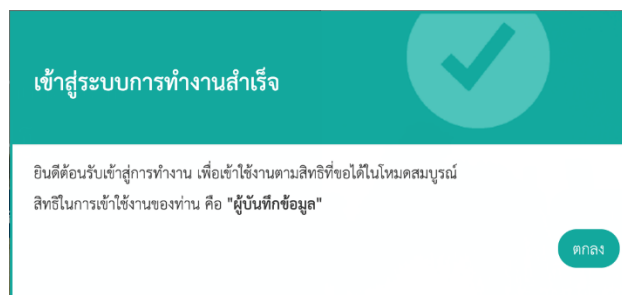 เข้าสู่ระบบการทำงานสำเร็จ
ยินดีต้อนรับเข้าสู่การทำงาน เพื่อเข้าใช้งานตามสิทธิที่ขอได้ในโหมดสมบูรณ์
สิทธิในการเข้าใช้งานของท่าน คือ "ผู้บันทึกข้อมูล"
ตกลง